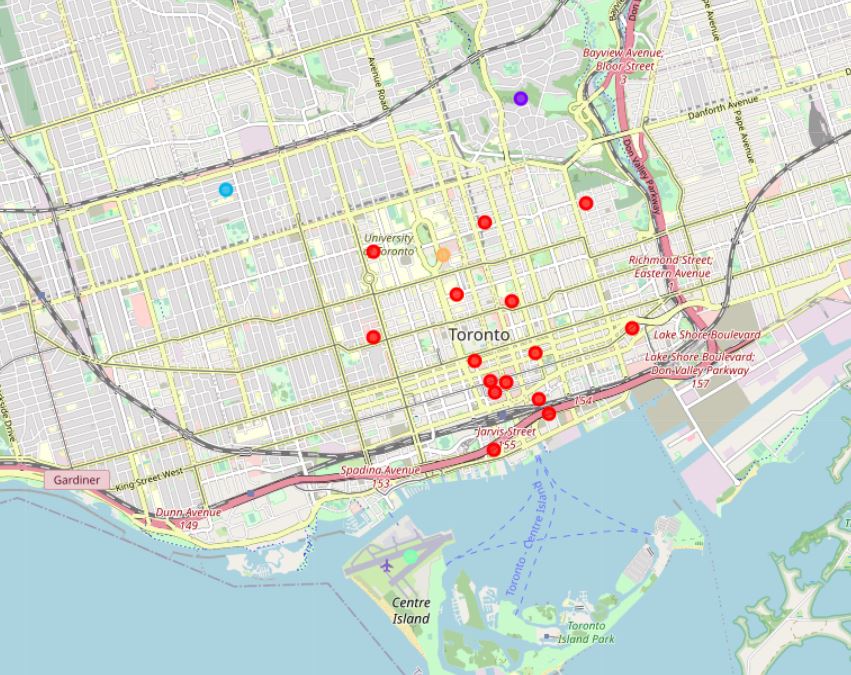 Bayview Avenue;
Bloor Street
3
Avenue Road
Danforth Avenue
Pape Avenue
Don Valley Parkway
University
of Toronto
Richmond Street;
Eastern Avenue
Toronto
Lake Shore Boulevard
Lake Shore Boulevard;
Don Valley Parkway
157
154
Jarvis Street
155
Spadina Avenue
153
Gardiner
King Street West
Dunn Avenue
149
Toronto - Centre Island
Centre
Island
Toronto
Island Park